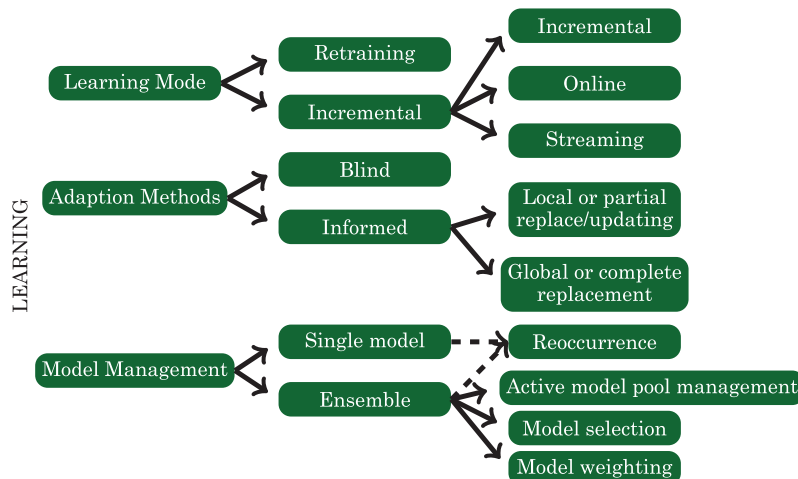 LEARNING
Learning Mode
Retraining
Incremental
Incremental
Online
Streaming
Adaption Methods
Blind
Informed
Local or partial
replace/updating
Global or complete
replacement
Model Management
Single model
Ensemble
Reoccurrence
Active model pool management
Model selection
Model weighting